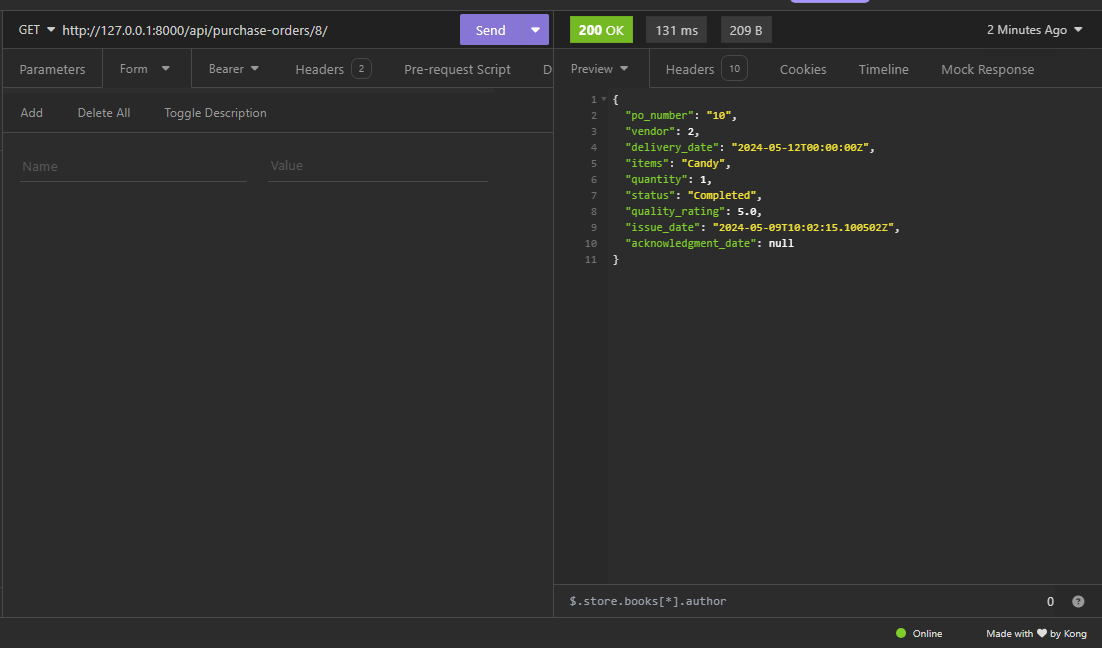 GET http://127.0.0.1:8000/api/purchase-orders/8/ Send
200 OK 131 ms 209 B 2 Minutes Ago
Parameters Form Bearer Headers 2 Pre-request Script D
Preview Headers 10 Cookies Timeline Mock Response
Add Delete All Toggle Description
Name Value
1 {
2 "po_number": "10",
3 "vendor": 2,
4 "delivery_date": "2024-05-12T00:00:00Z",
5 "items": "Candy",
6 "quantity": 1,
7 "status": "Completed",
8 "quality_rating": 5.0,
9 "issue_date": "2024-05-09T10:02:15.100502Z",
10 "acknowledgment_date": null
11 }
$.store.books[*].author 0 ?
Online Made with ❤ by Kong